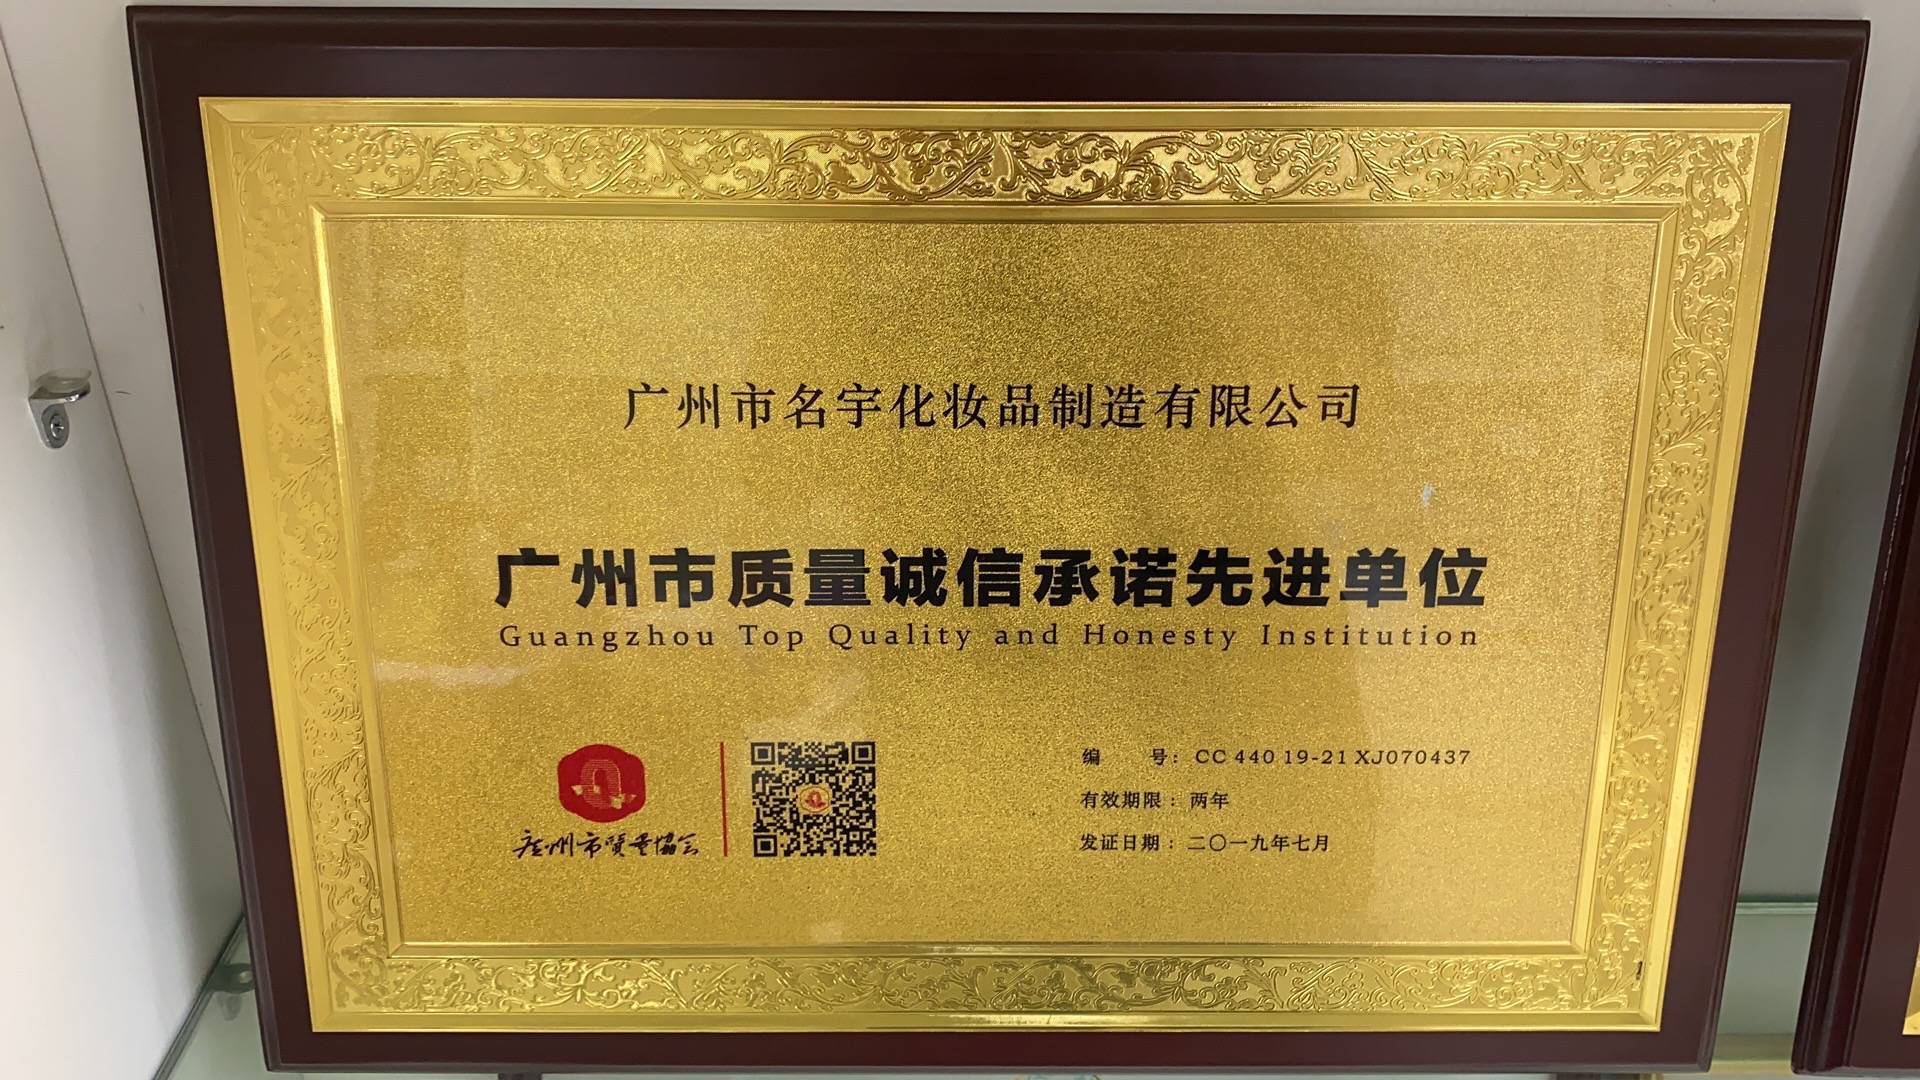 广州市名宇化妆品制造有限公司
广州市质量诚信承诺先进单位
Guangzhou Top Quality and Honesty Institution
广州市质量协会
编 号：CC 440 19-21 XJ070437
有效期限：两年
发证日期：二〇一九年七月